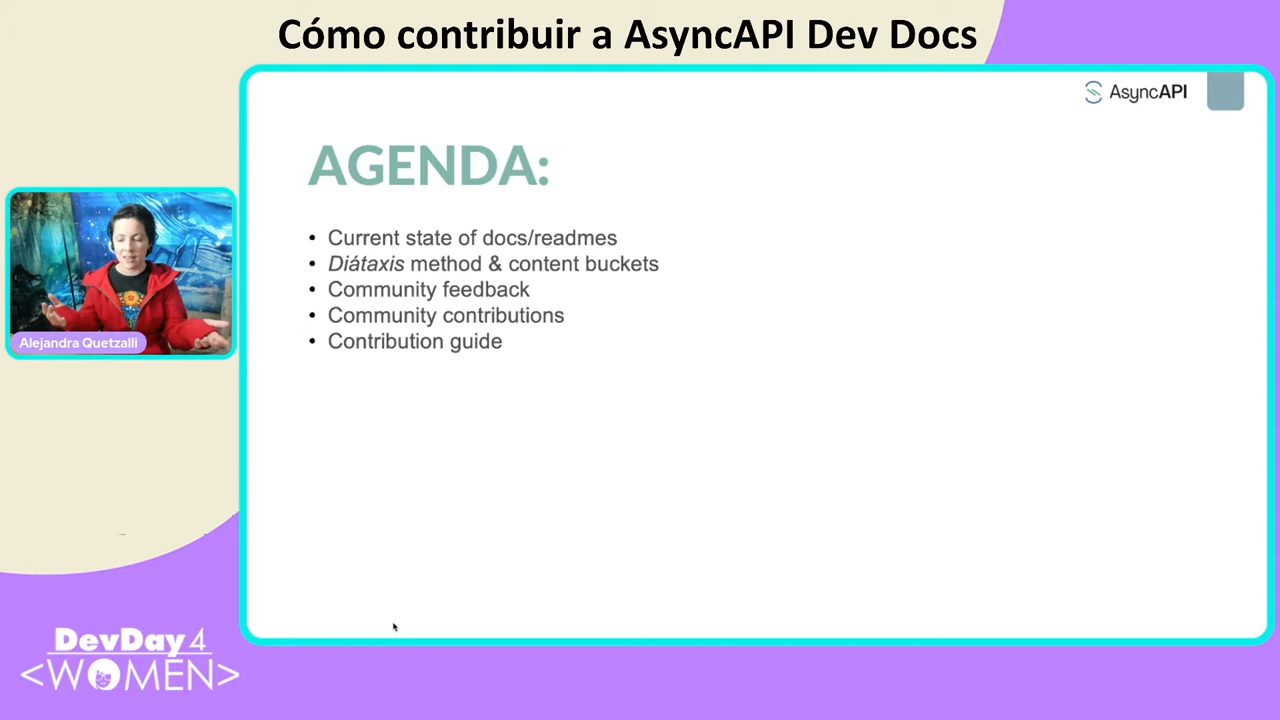 Cómo contribuir a AsyncAPI Dev Docs
AsyncAPI
AGENDA:
• Current state of docs/readmes
• Diátaxis method & content buckets
• Community feedback
• Community contributions
• Contribution guide
Alejandra Quetzalli
DevDay 4
<WOMEN>